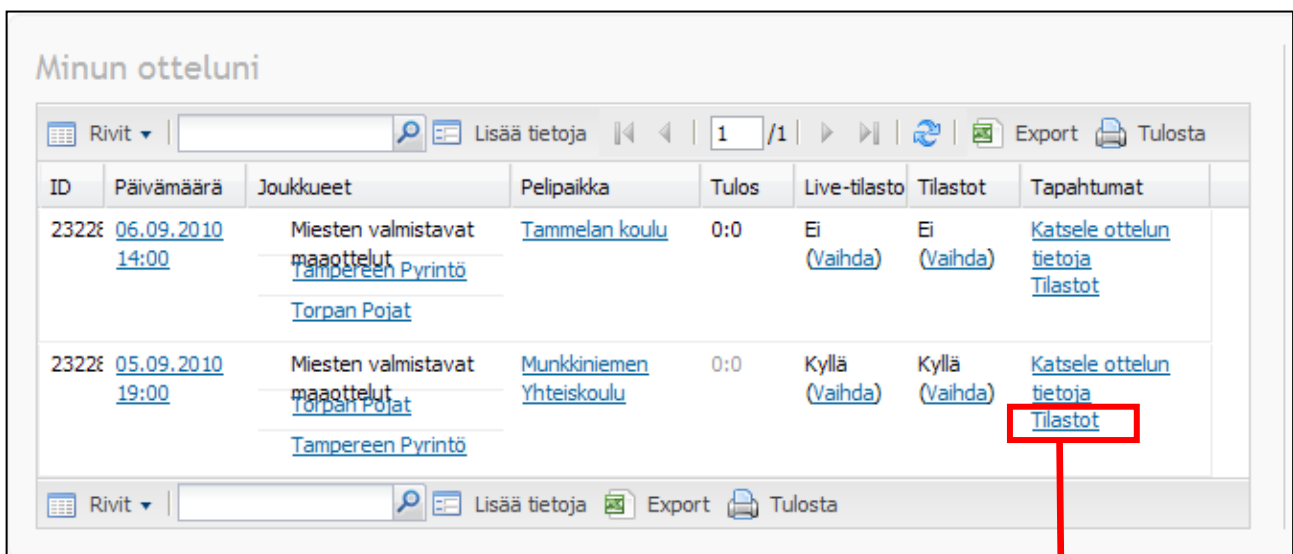 Minun otteluni
Rivit Lisää tietoja 1 /1 Export Tulosta
ID Päivämäärä Joukkueet Pelipaikka Tulos Live-tilasto Tilastot Tapahtumat
23228 06.09.2010 Miesten valmistavat Tammelan koulu 0:0 Ei Ei Katsele ottelun
14:00 maaottelut (Vaihda) (Vaihda) tietoja
Tampereen Pyrintö Tilastot
Torpan Pojat
23228 05.09.2010 Miesten valmistavat Munkkiniemen 0:0 Kyllä Kyllä Katsele ottelun
19:00 maaottelut Yhteiskoulu (Vaihda) (Vaihda) tietoja
Torpan Pojat Tilastot
Tampereen Pyrintö
Rivit Lisää tietoja Export Tulosta